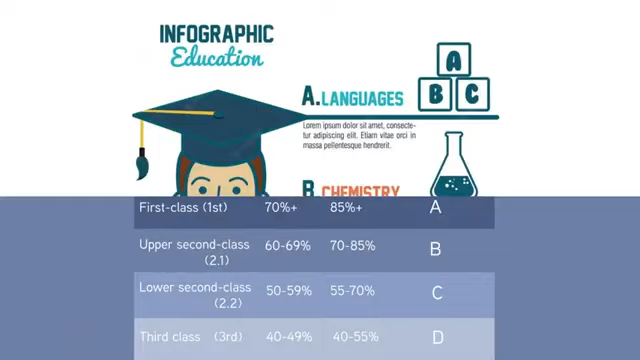 INFOGRAPHIC
Education
A B C
A. LANGUAGES
Lorem ipsum dolor sit amet, consecte-
tur adipiscing elit. Etiam vitae orci in
massa pellentesque hendrerit.
B CHEMISTRY
First-class (1st) 70%+ 85%+ A
Upper second-class (2.1) 60-69% 70-85% B
Lower second-class (2.2) 50-59% 55-70% C
Third class (3rd) 40-49% 40-55% D